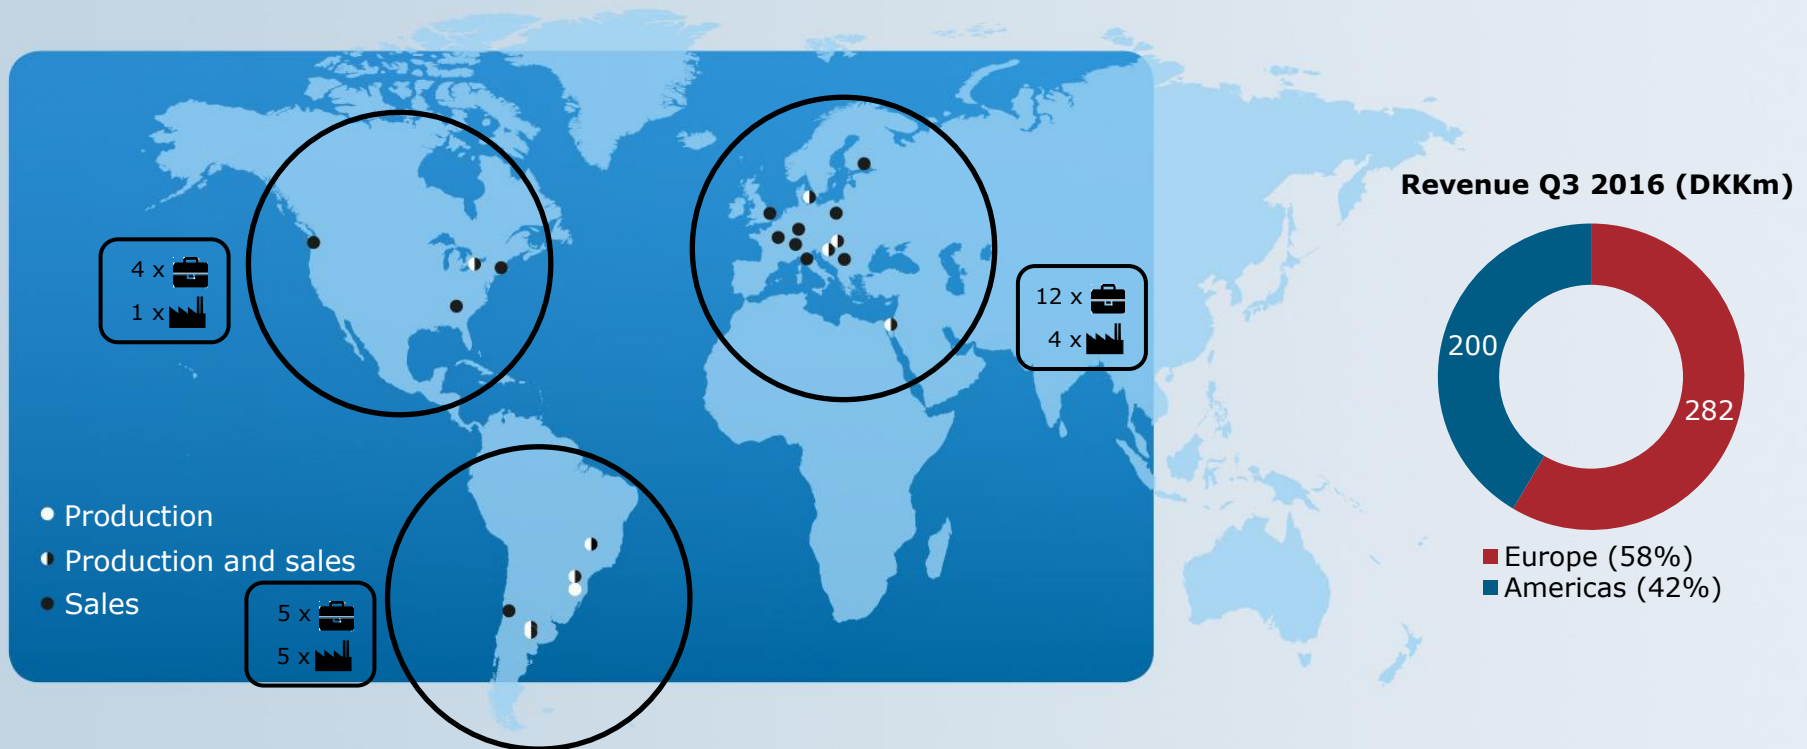 Revenue Q3 2016 (DKKm)
4 x
1 x
12 x
4 x
200
282
Production
Production and sales
Sales
5 x
5 x
Europe (58%)
Americas (42%)